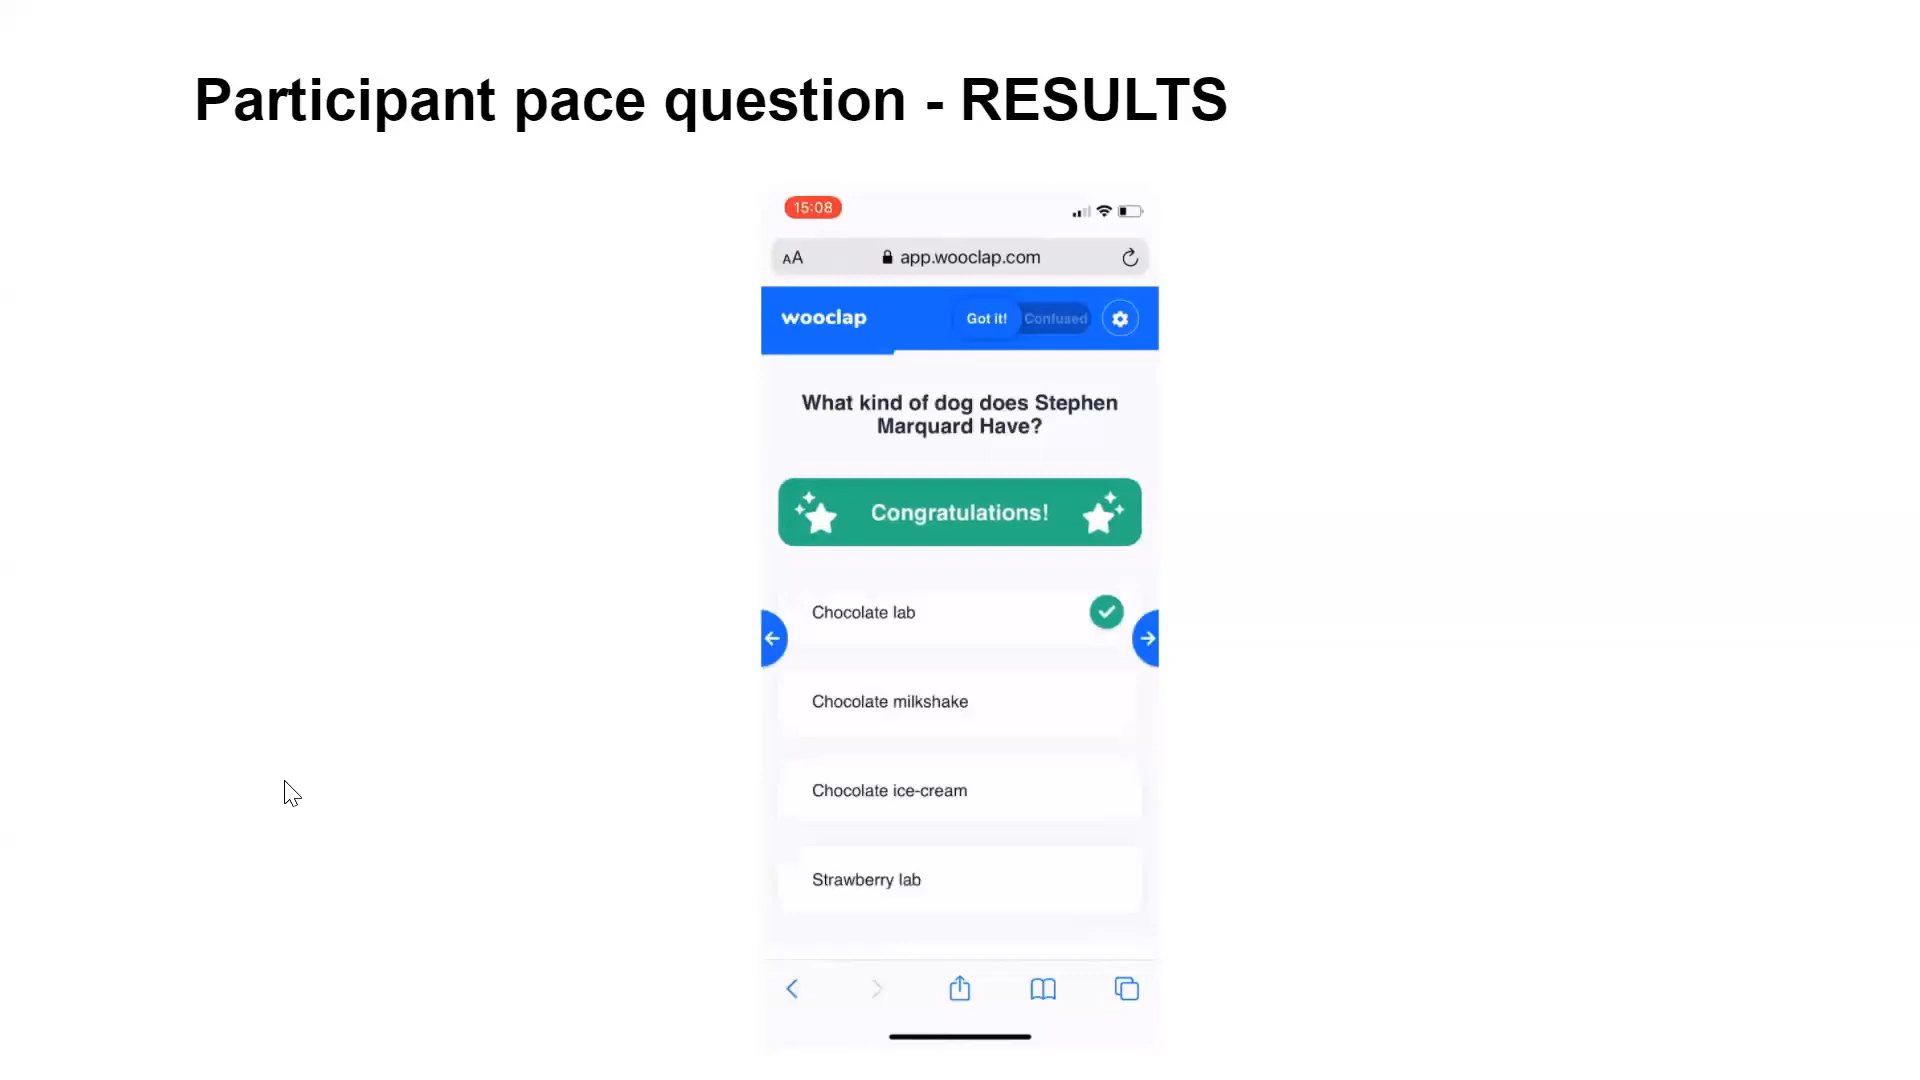 Participant pace question - RESULTS
15:08
AA
app.wooclap.com
wooclap
Got it!
Confused
What kind of dog does Stephen
Marquard Have?
Congratulations!
Chocolate lab
Chocolate milkshake
Chocolate ice-cream
Strawberry lab